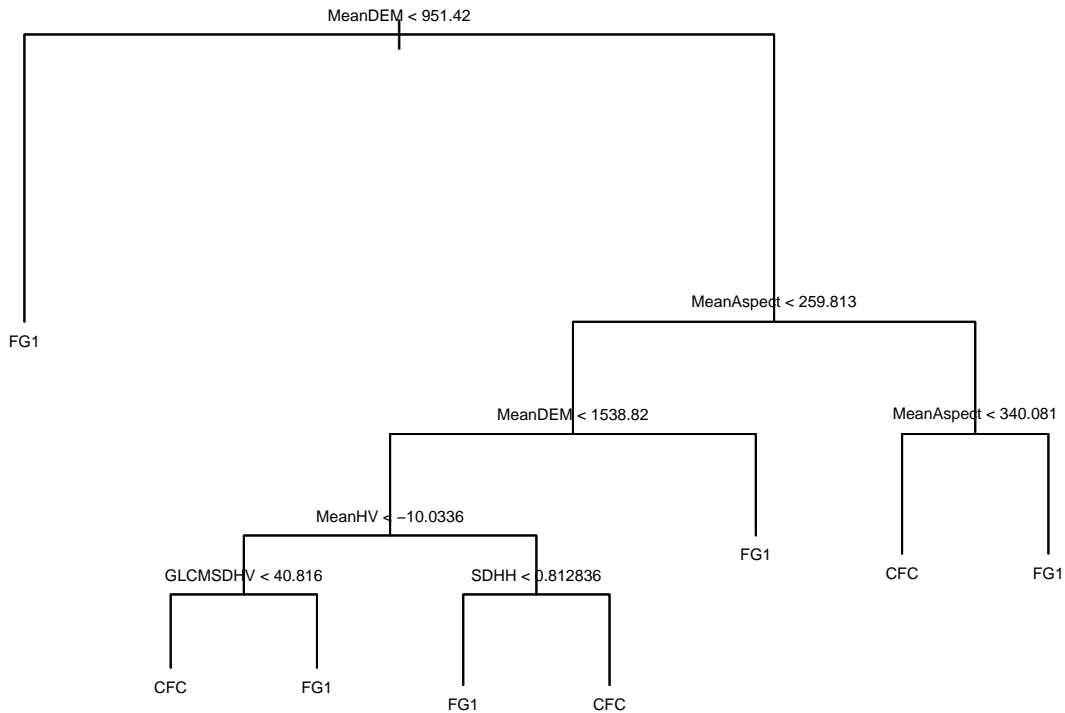 MeanDEM < 951.42
MeanAspect < 259.813
FG1
MeanDEM < 1538.82
MeanAspect < 340.081
MeanHV < −10.0336
FG1
CFC
FG1
GLCMSDHV < 40.816
SDHH < 0.812836
CFC
FG1
FG1
CFC